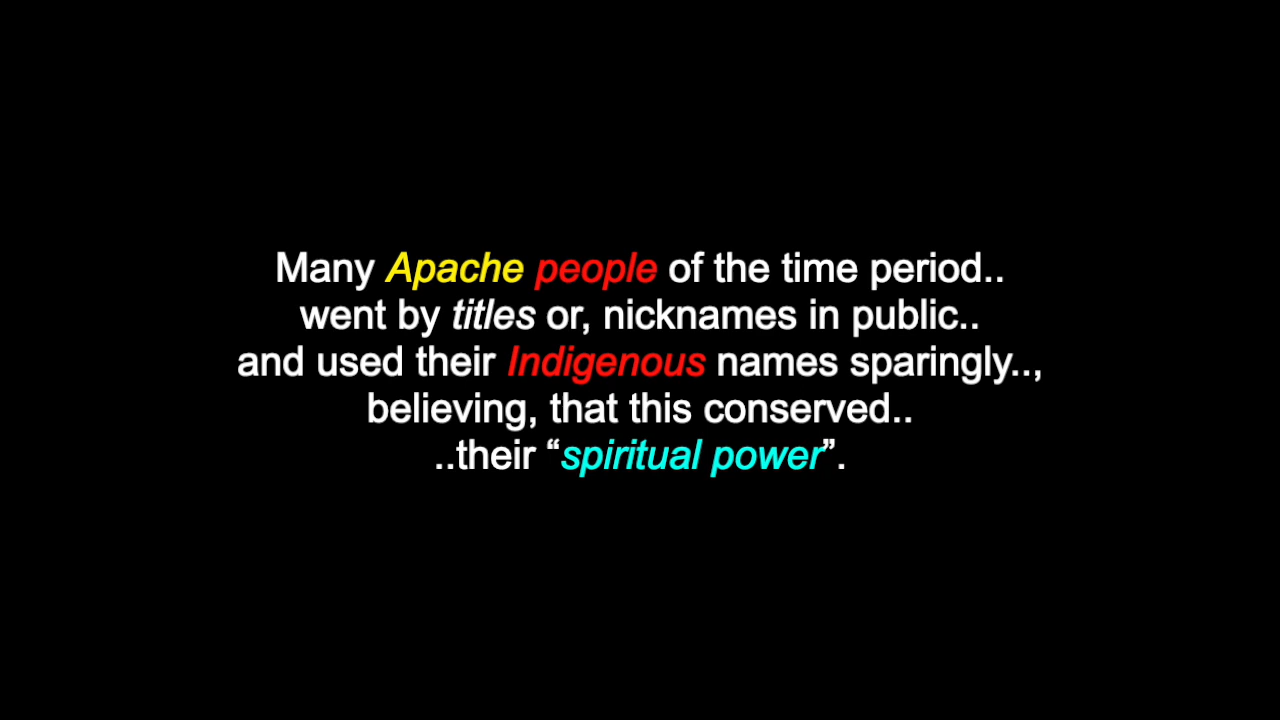 Many Apache people of the time period..
went by titles or, nicknames in public..
and used their Indigenous names sparingly..,
believing, that this conserved..
..their “spiritual power”.